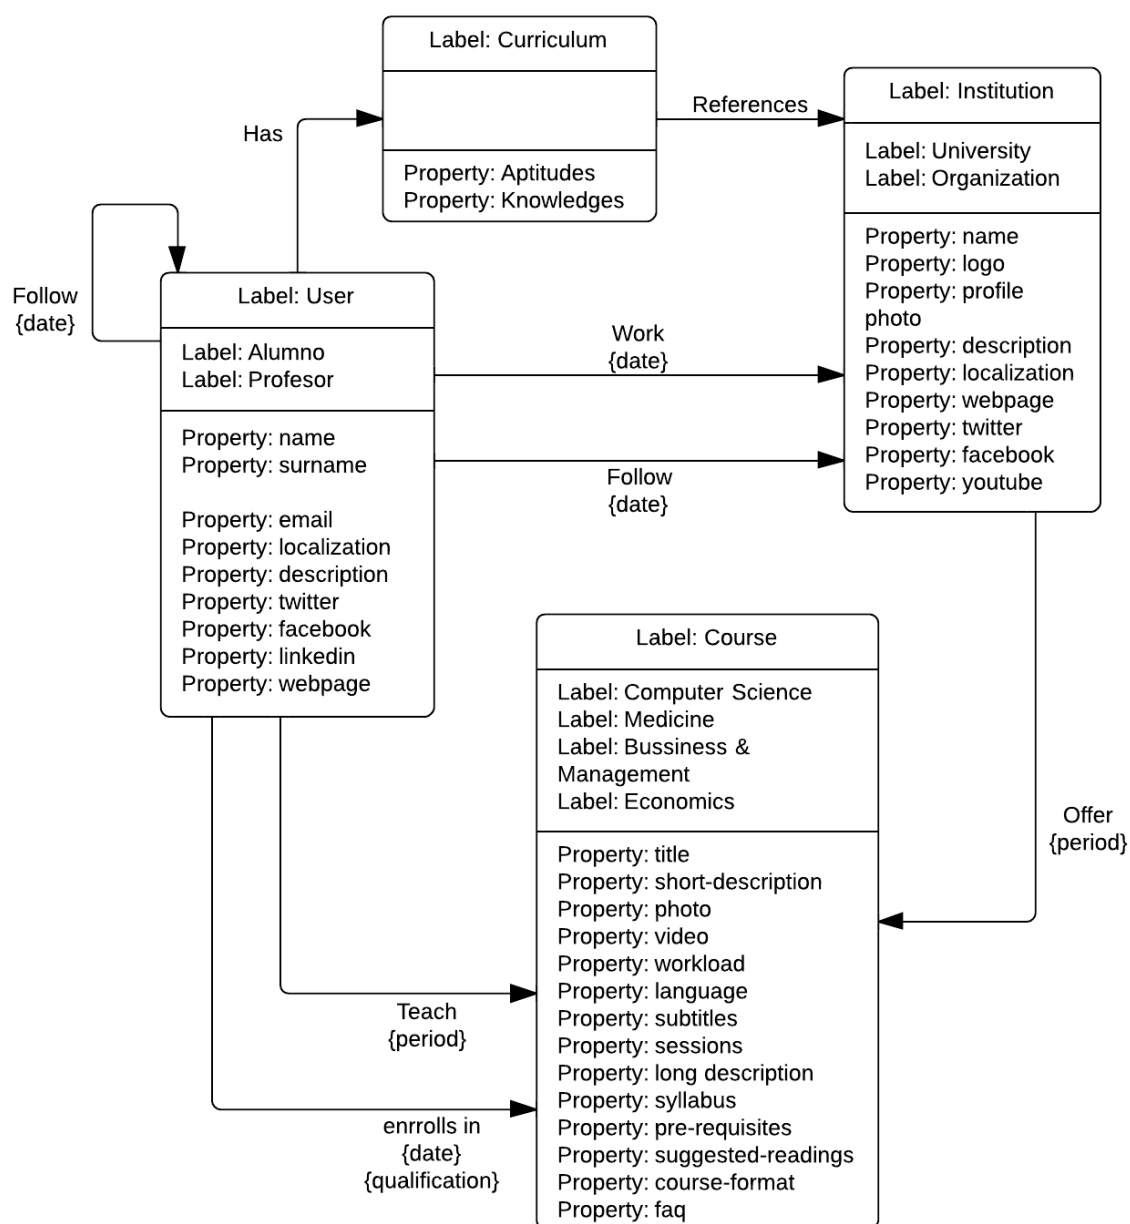 Label: Curriculum
Property: Aptitudes
Property: Knowledges
References
Label: Institution
Label: University
Label: Organization
Property: name
Property: logo
Property: profile
photo
Property: description
Property: localization
Property: webpage
Property: twitter
Property: facebook
Property: youtube
Has
Follow
{date}
Label: User
Label: Alumno
Label: Profesor
Property: name
Property: surname
Property: email
Property: localization
Property: description
Property: twitter
Property: facebook
Property: linkedin
Property: webpage
Work
{date}
Follow
{date}
Label: Course
Label: Computer Science
Label: Medicine
Label: Bussiness &
Management
Label: Economics
Property: title
Property: short-description
Property: photo
Property: video
Property: workload
Property: language
Property: subtitles
Property: sessions
Property: long description
Property: syllabus
Property: pre-requisites
Property: suggested-readings
Property: course-format
Property: faq
Offer
{period}
Teach
{period}
enrrolls in
{date}
{qualification}